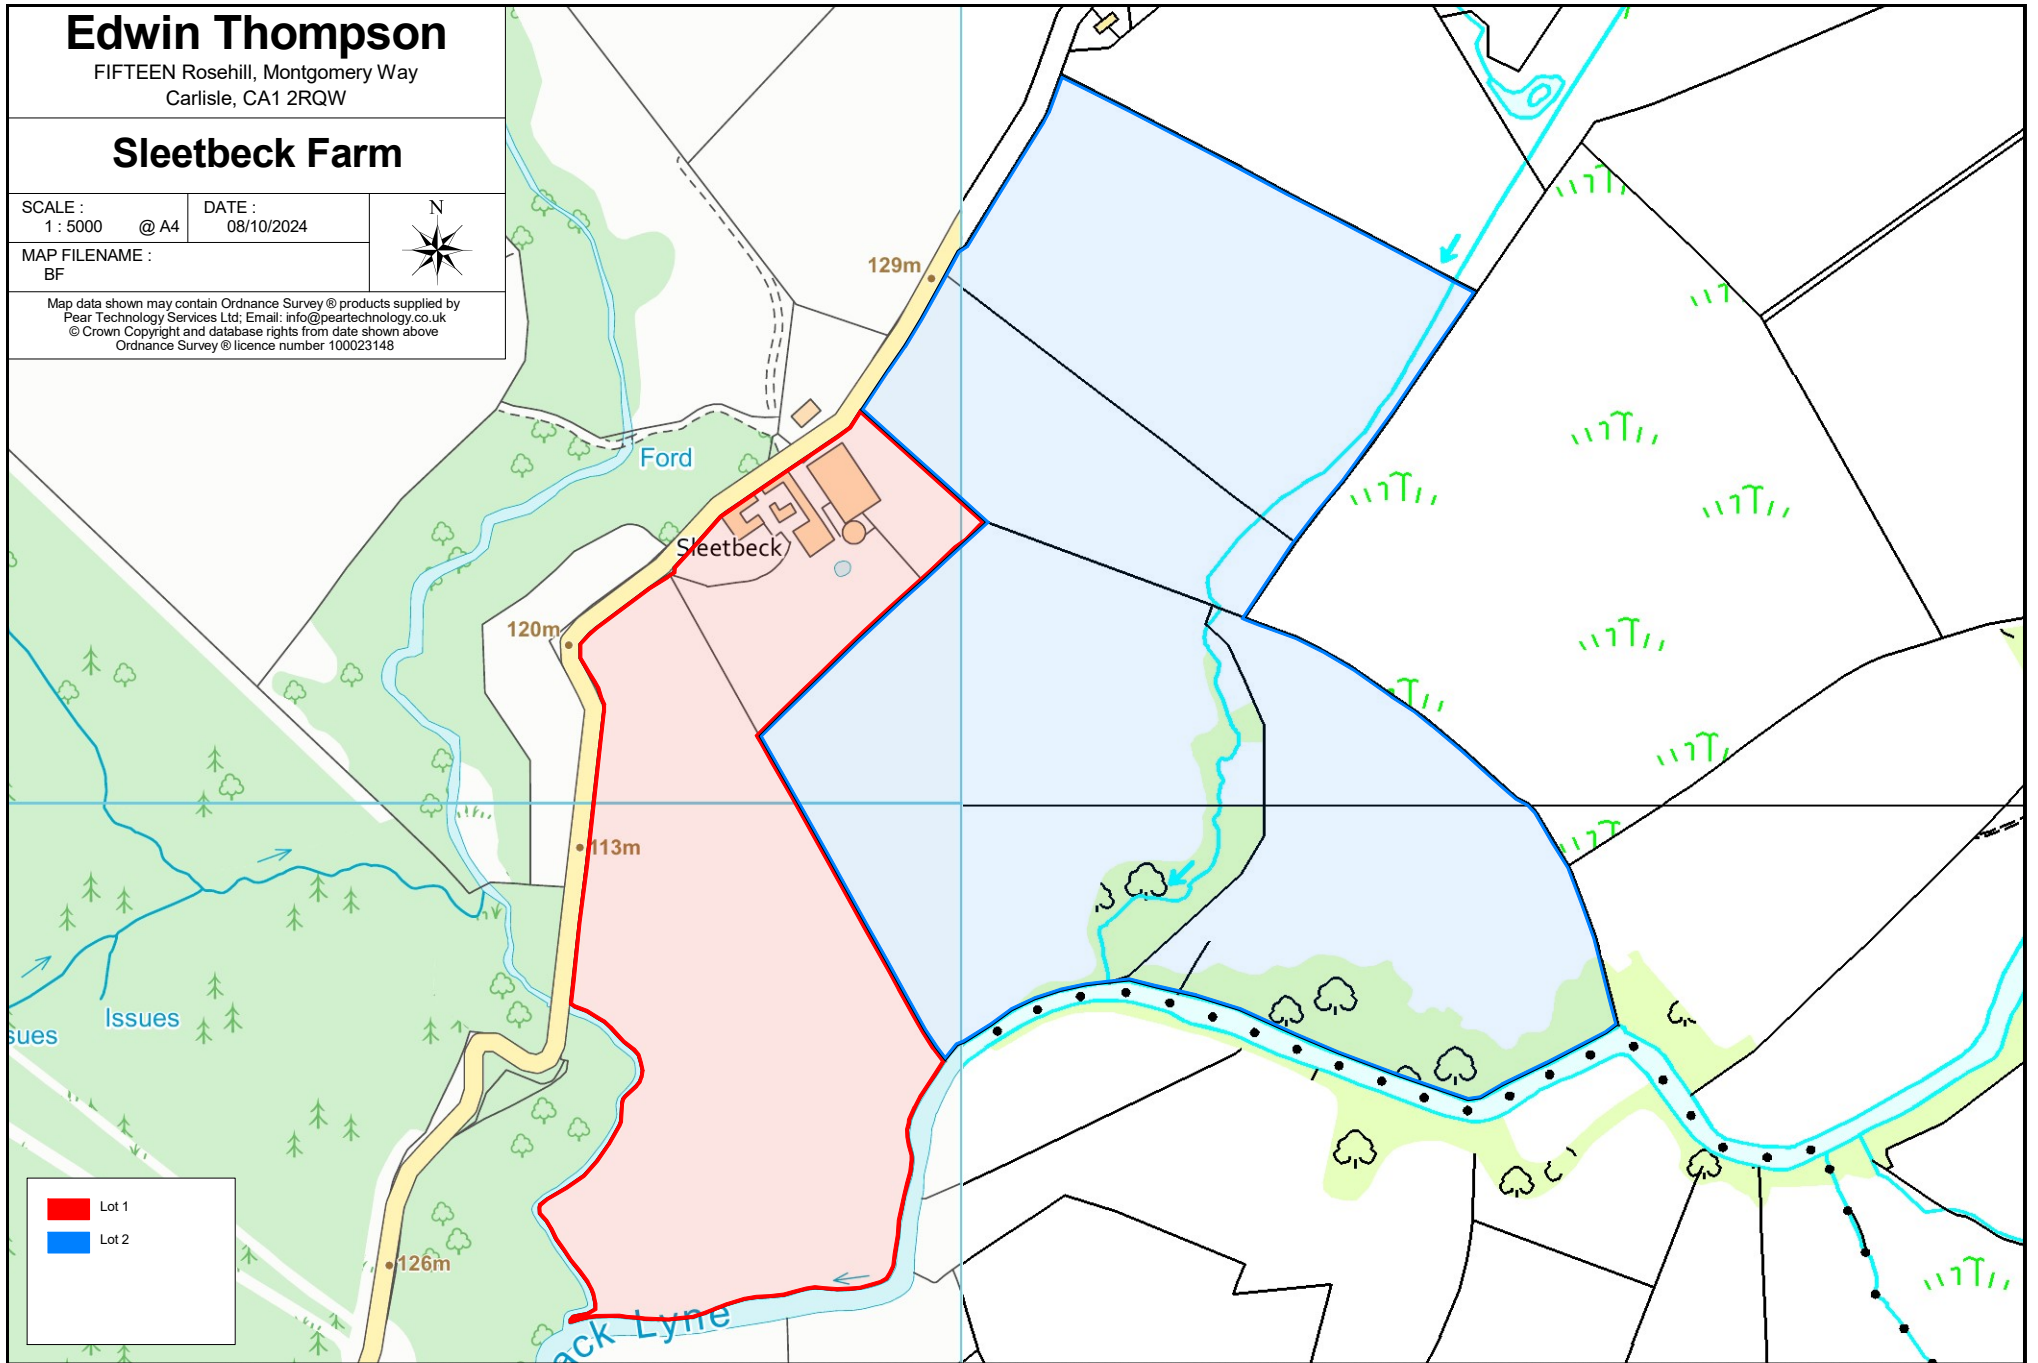 Edwin Thompson
FIFTEEN Rosehill, Montgomery Way
Carlisle, CA1 2RQW
Sleetbeck Farm
SCALE :
1 : 5000 @ A4
DATE :
08/10/2024
N
MAP FILENAME :
BF
Map data shown may contain Ordnance Survey ® products supplied by
Pear Technology Services Ltd; Email: info@peartechnology.co.uk
© Crown Copyright and database rights from date shown above
Ordnance Survey ® licence number 100023148
129m
Ford
Sleetbeck
120m
113m
Issues
sues
126m
ack Lyne
Lot 1
Lot 2